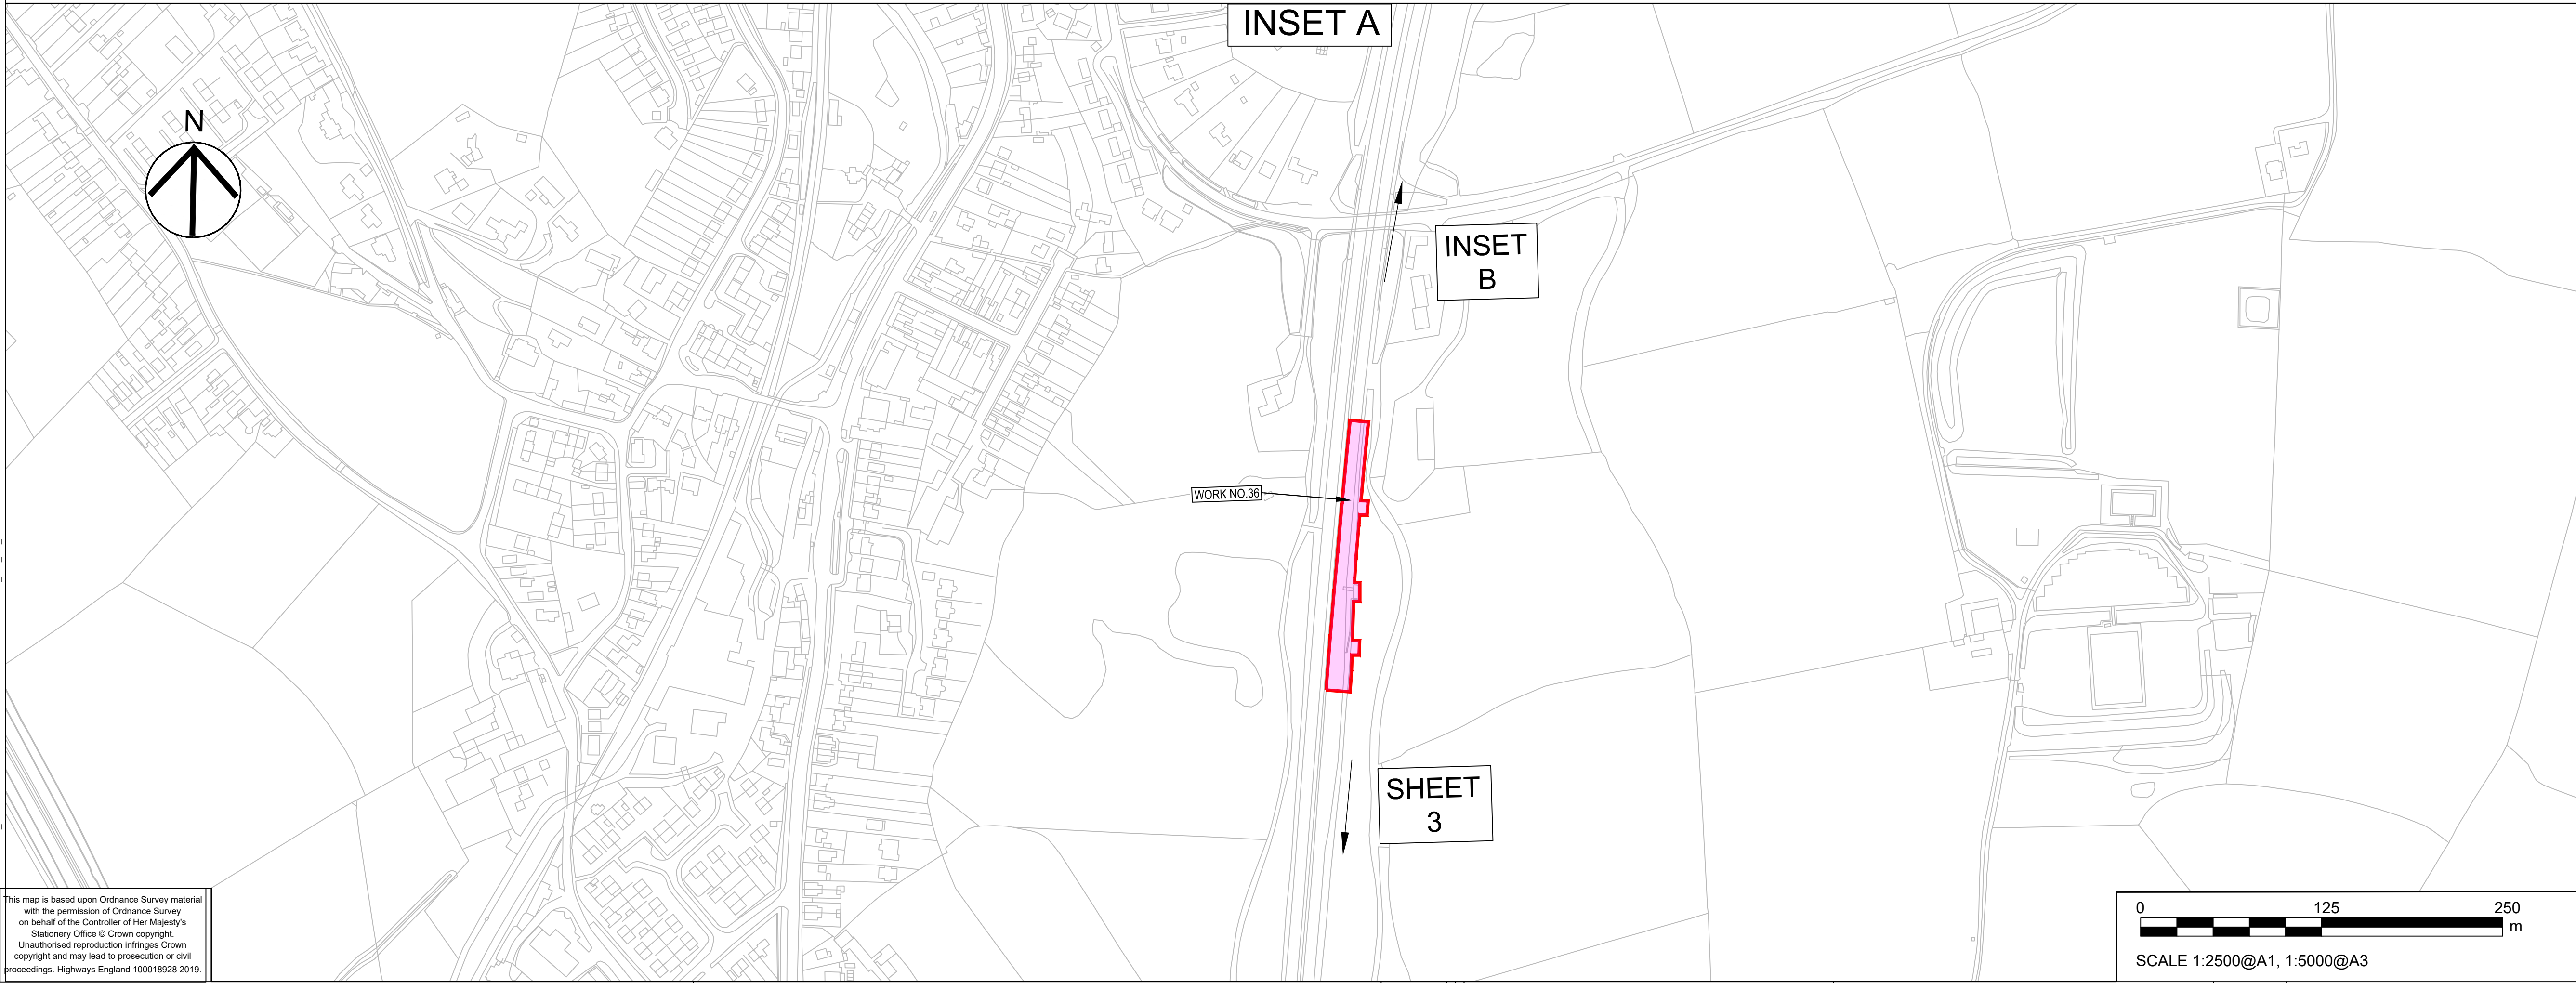 INSET A
N
INSET
B
WORK NO.36
SHEET
3
This map is based upon Ordnance Survey material
with the permission of Ordnance Survey
on behalf of the Controller of Her Majesty's
Stationery Office © Crown copyright.
Unauthorised reproduction infringes Crown
copyright and may lead to prosecution or civil
proceedings. Highways England 100018928 2019.
0 125 250
m
SCALE 1:2500@A1, 1:5000@A3